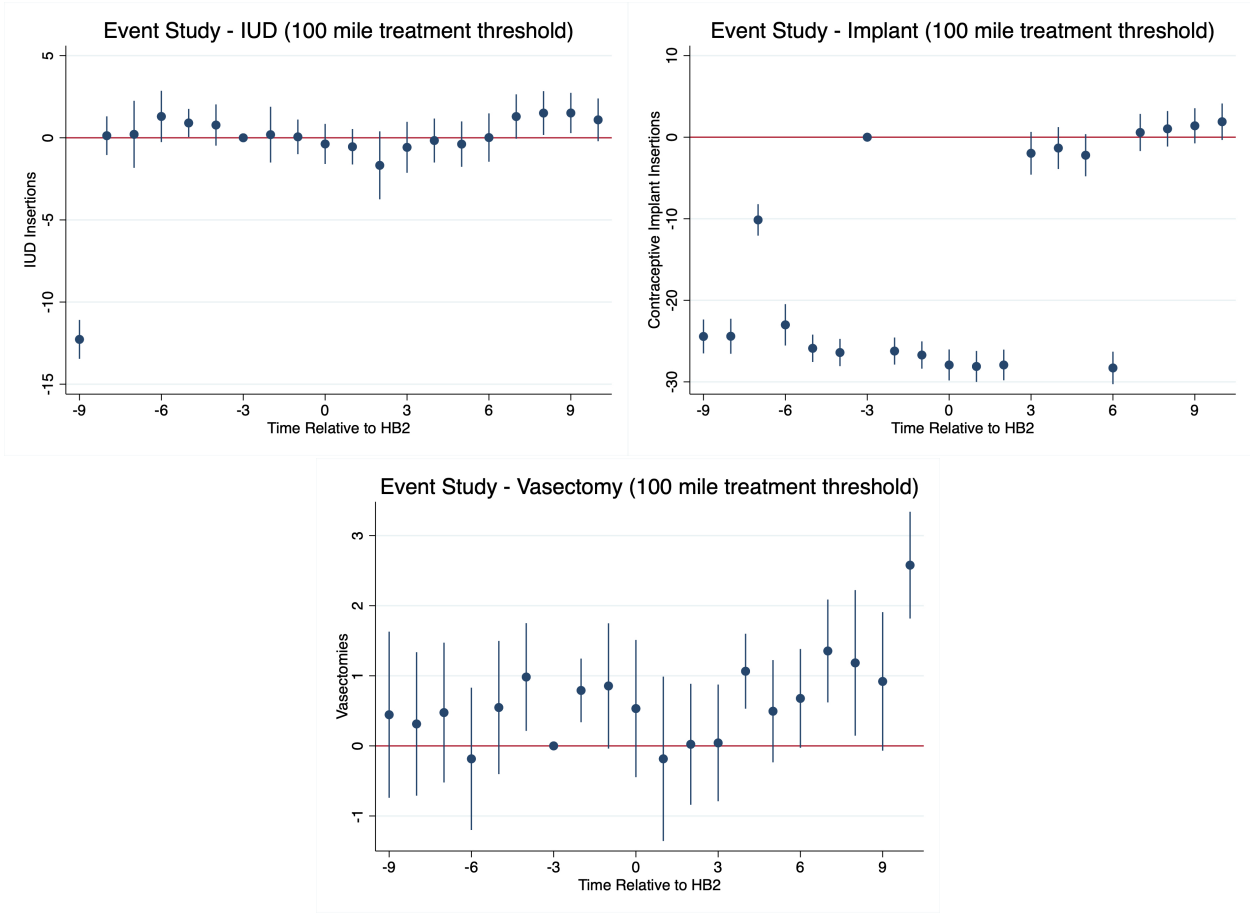 Event Study - IUD (100 mile treatment threshold)
IUD Insertions
5
0
-5
-10
-15
-9 -6 -3 0 3 6 9
Time Relative to HB2
Event Study - Implant (100 mile treatment threshold)
Contraceptive Implant Insertions
10
0
-10
-20
-30
-9 -6 -3 0 3 6 9
Time Relative to HB2
Event Study - Vasectomy (100 mile treatment threshold)
Vasectomies
3
2
1
0
-1
-9 -6 -3 0 3 6 9
Time Relative to HB2